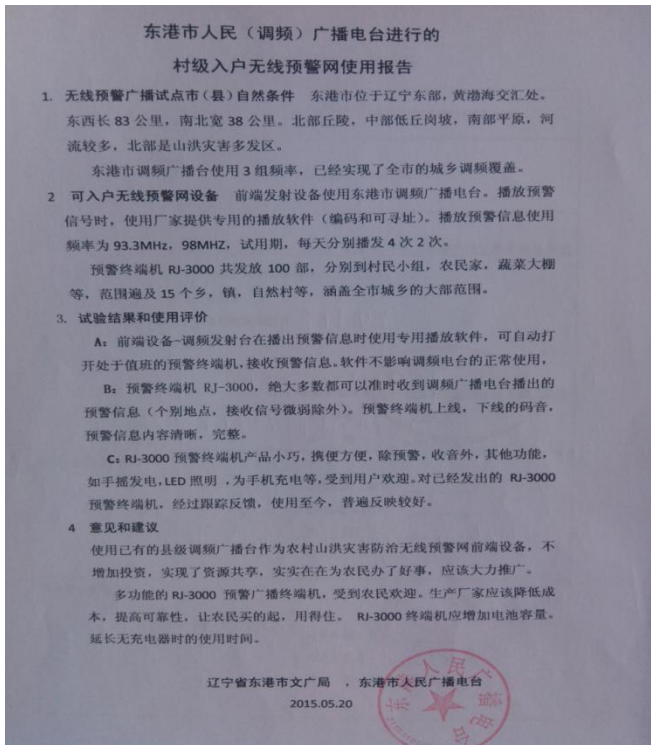 东港市人民（调频）广播电台进行的
村级入户无线预警网使用报告
1. 无线预警广播试点市（县）自然条件 东港市位于辽宁东部，黄渤海交汇处。
东西长 83 公里，南北宽 38 公里。北部丘陵，中部低丘岗坡，南部平原，河
流较多，北部是山洪灾害多发区。
东港市调频广播台使用 3 组频率，已经实现了全市的城乡调频覆盖。
2 可入户无线预警网设备 前端发射设备使用东港市调频广播电台。播放预警
信号时，使用厂家提供专用的播放软件（编码和可寻址）。播放预警信息使用
频率为 93.3MHz，98MHZ，试用期，每天分别播发 4 次 2 次。
预警终端机 RJ-3000 共发放 100 部，分别到村民小组，农民家，蔬菜大棚
等，范围遍及 15 个乡，镇，自然村等，涵盖全市城乡的大部范围。
3. 试验结果和使用评价
A：前端设备-调频发射台在播出预警信息时使用专用播放软件，可自动打
开处于值班的预警终端机，接收预警信息。软件不影响调频电台的正常使用，
B：预警终端机 RJ-3000，绝大多数都可以准时收到调频广播电台播出的
预警信息（个别地点，接收信号微弱除外）。预警终端机上线，下线的码音，
预警信息内容清晰，完整。
C：RJ-3000 预警终端机产品小巧，携便方便，除预警，收音外，其他功能，
如手摇发电，LED 照明 ，为手机充电等，受到用户欢迎。对已经发出的 RJ-3000
预警终端机，经过跟踪反馈，使用至今，普遍反映较好。
4 意见和建议
使用已有的县级调频广播台作为农村山洪灾害防治无线预警网前端设备，不
增加投资，实现了资源共享，实实在在为农民办了好事，应该大力推广。
多功能的 RJ-3000 预警广播终端机，受到农民欢迎。生产厂家应该降低成
本，提高可靠性，让农民买的起，用得住。 RJ-3000 终端机应增加电池容量。
延长无充电器时的使用时间。
辽宁省东港市文广局 ，东港市人民广播电台
2015.05.20